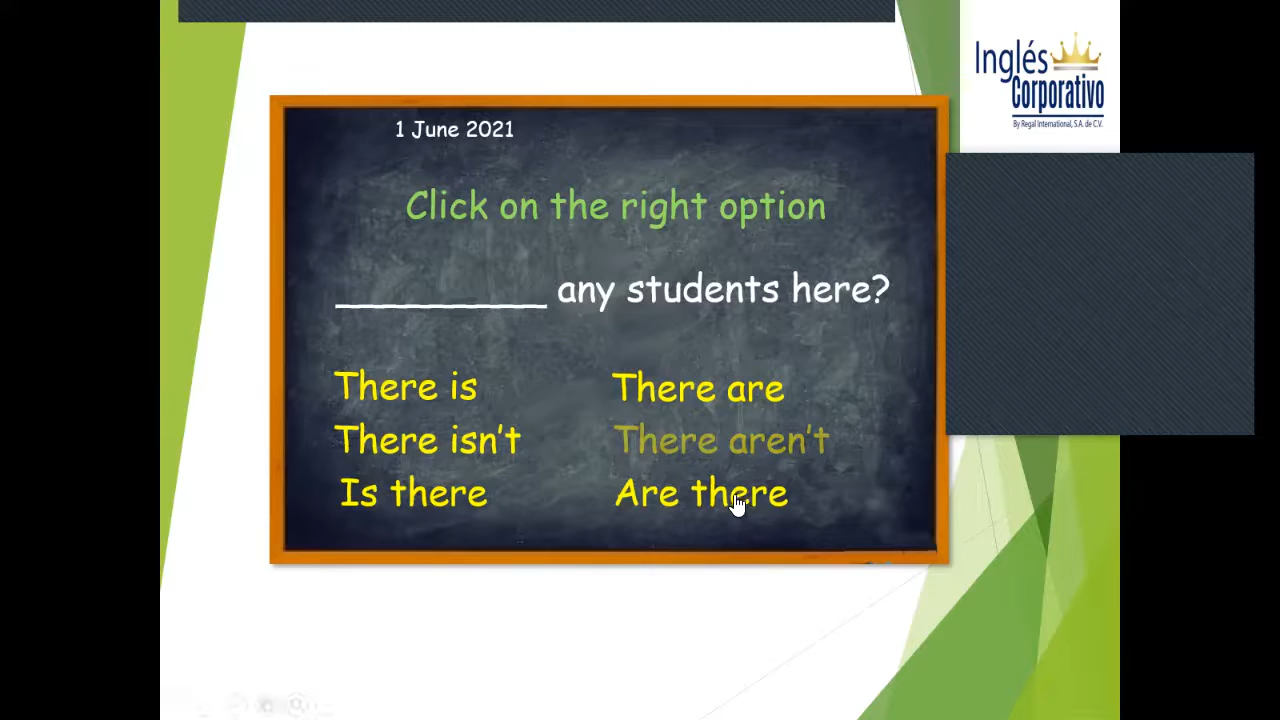 Inglés
Corporativo
By Regal International, S.A. de C.V.
1 June 2021
Click on the right option
_________ any students here?
There is
There are
There isn't
There aren't
Is there
Are there